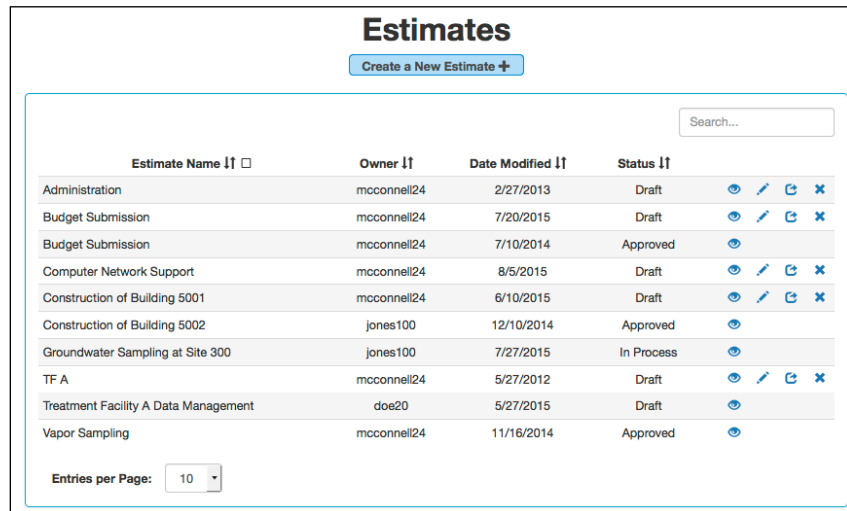 Estimates
Create a New Estimate +
Search...
Estimate Name Owner Date Modified Status
Administration mcconnell24 2/27/2013 Draft
Budget Submission mcconnell24 7/20/2015 Draft
Budget Submission mcconnell24 7/10/2014 Approved
Computer Network Support mcconnell24 8/5/2015 Draft
Construction of Building 5001 mcconnell24 6/10/2015 Draft
Construction of Building 5002 jones100 12/10/2014 Approved
Groundwater Sampling at Site 300 jones100 7/27/2015 In Process
TF A mcconnell24 5/27/2012 Draft
Treatment Facility A Data Management doe20 5/27/2015 Draft
Vapor Sampling mcconnell24 11/16/2014 Approved
Entries per Page: 10